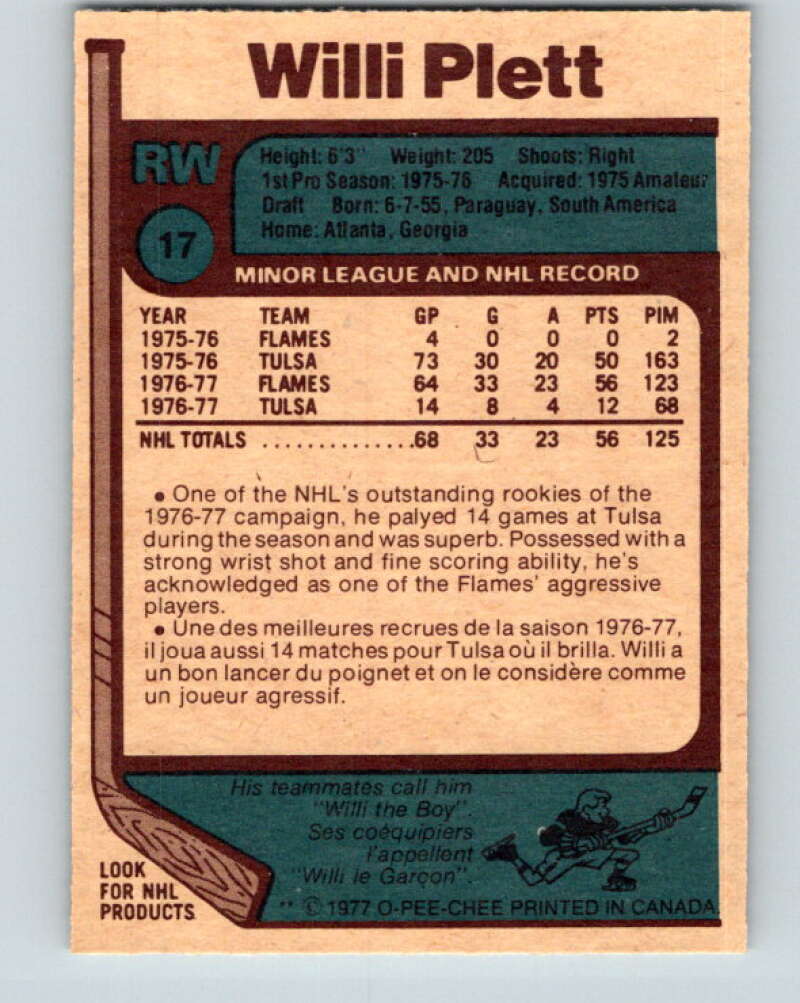 Willi Plett
RW
17
Height: 6'3" Weight: 205 Shoots: Right
1st Pro Season: 1975-76 Acquired: 1975 Amateur
Draft Born: 6-7-55, Paraguay, South America
Home: Atlanta, Georgia
MINOR LEAGUE AND NHL RECORD
YEAR TEAM GP G A PTS PIM
1975-76 FLAMES 4 0 0 0 2
1975-76 TULSA 73 30 20 50 163
1976-77 FLAMES 64 33 23 56 123
1976-77 TULSA 14 8 4 12 68
NHL TOTALS ..............68 33 23 56 125
• One of the NHL's outstanding rookies of the
1976-77 campaign, he palyed 14 games at Tulsa
during the season and was superb. Possessed with a
strong wrist shot and fine scoring ability, he's
acknowledged as one of the Flames' aggressive
players.
• Une des meilleures recrues de la saison 1976-77,
il joua aussi 14 matches pour Tulsa où il brilla. Willi a
un bon lancer du poignet et on le considère comme
un joueur agressif.
His teammates call him
"Willi the Boy".
Ses coéquipiers
l'appellent
"Willi le Garçon".
LOOK
FOR NHL
PRODUCTS
** © 1977 O-PEE-CHEE PRINTED IN CANADA